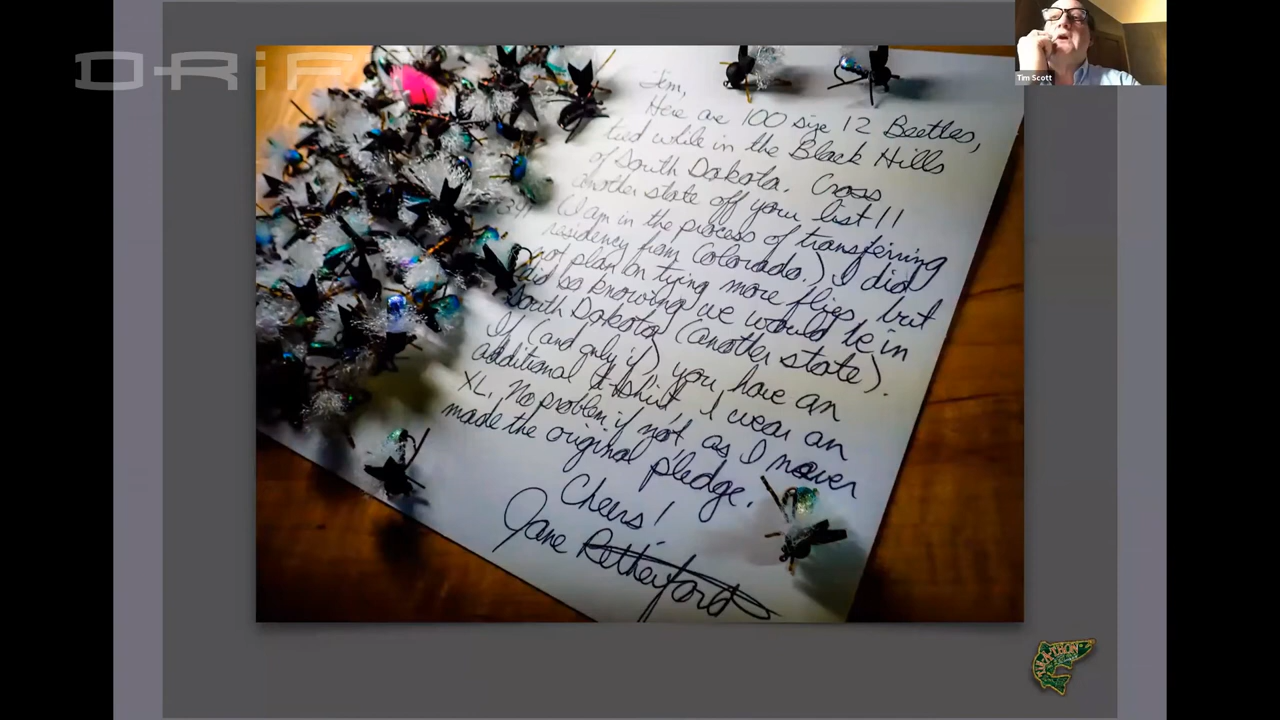 DRiF
Tim Scott
Tim,
Here are 100 size 12 Beetles,
tied while in the Black Hills
of South Dakota. Cross
another state off your list!!
(I am in the process of transferring
residency from Colorado.) I did
not plan on tying more flies, but
did so knowing we would be in
South Dakota (another state).
If (and only if) you have an
additional t-shirt I wear an
XL. No problem if not, as I never
made the original pledge.
Cheers!
Jane Retherford